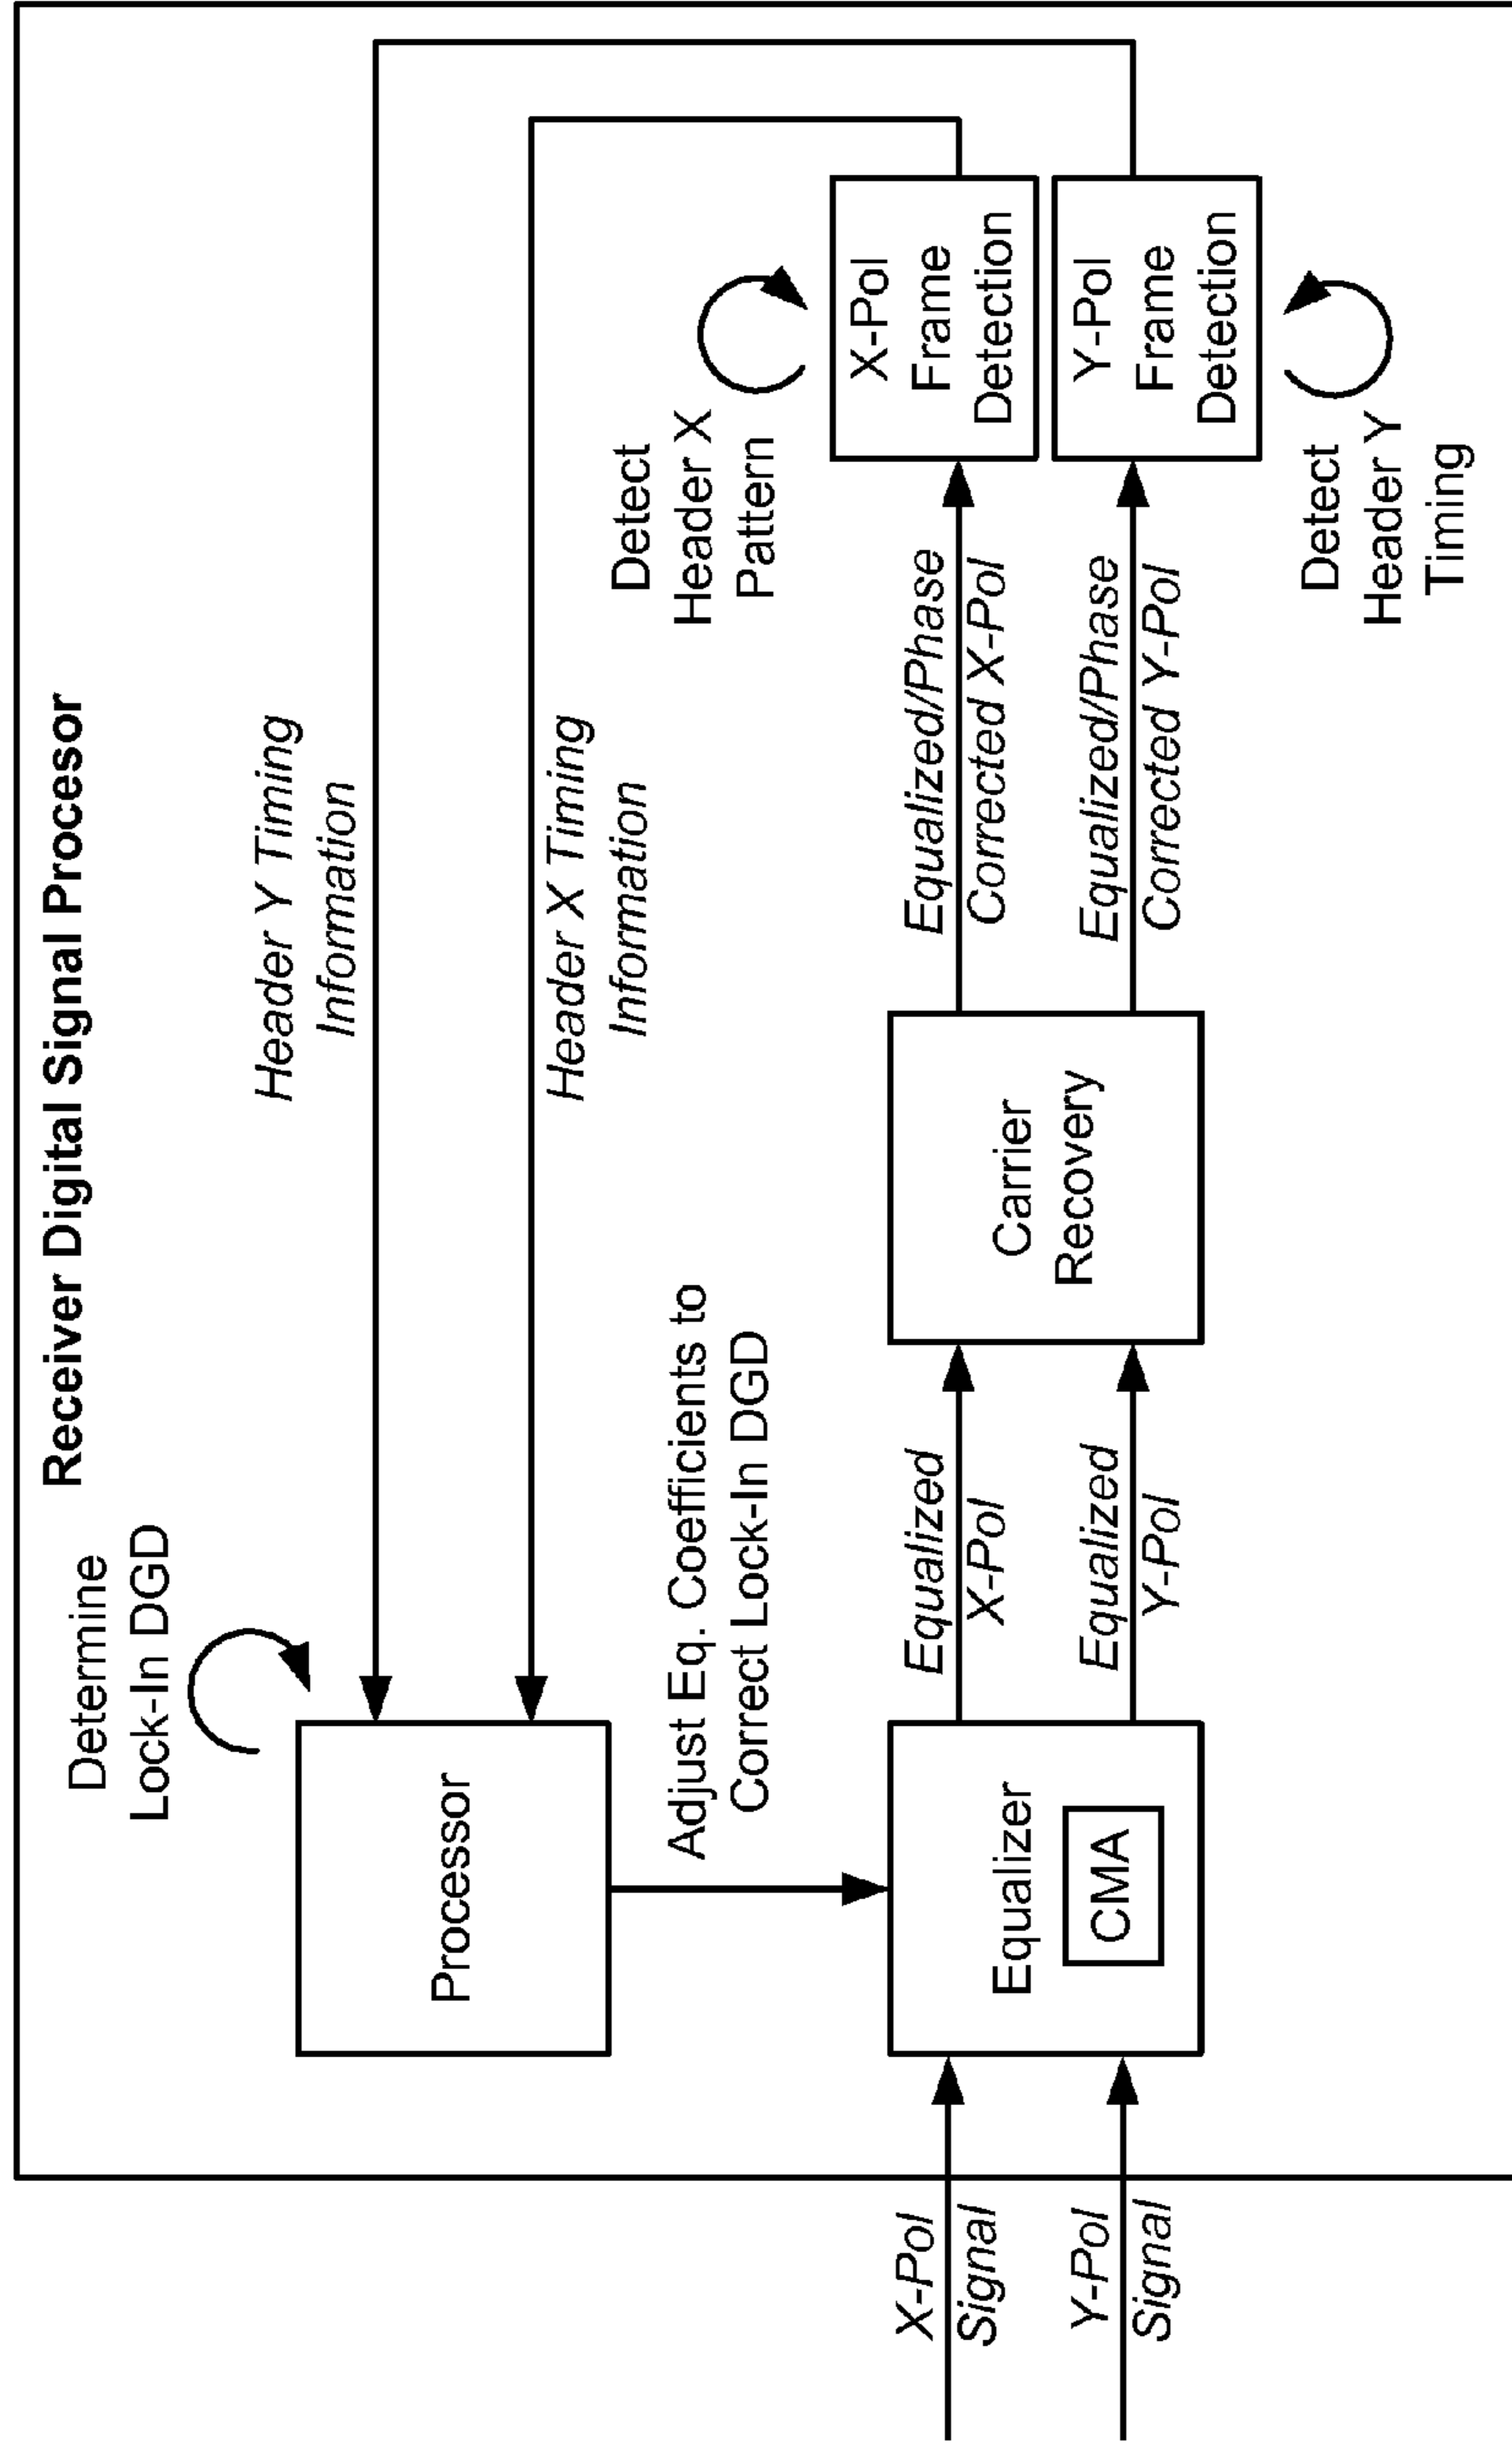 Receiver Digital Signal Procesor
Determine
Lock-In DGD
Header Y Timing
Information
Header X Timing
Information
Processor
Adjust Eq. Coefficients to
Correct Lock-In DGD
Detect
Header X
Pattern
X-Pol
Signal
Y-Pol
Signal
Equalizer
CMA
Equalized
X-Pol
Equalized
Y-Pol
Carrier
Recovery
Equalized/Phase
Corrected X-Pol
Equalized/Phase
Corrected Y-Pol
X-Pol
Frame
Detection
Y-Pol
Frame
Detection
Detect
Header Y
Timing